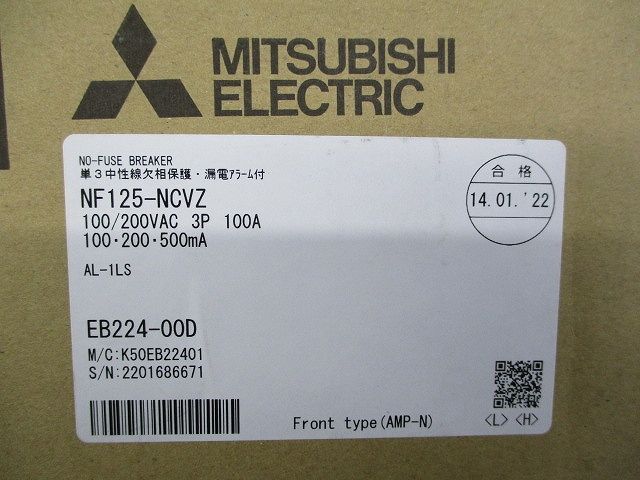 MITSUBISHI
ELECTRIC
NO-FUSE BREAKER
単3中性線欠相保護・漏電ｱﾗｰﾑ付
NF125-NCVZ
100/200VAC 3P 100A
100・200・500mA
AL-1LS
合格
14.01.'22
EB224-00D
M/C:K50EB22401
S/N:2201686671
Front type(AMP-N)
<L> <H>